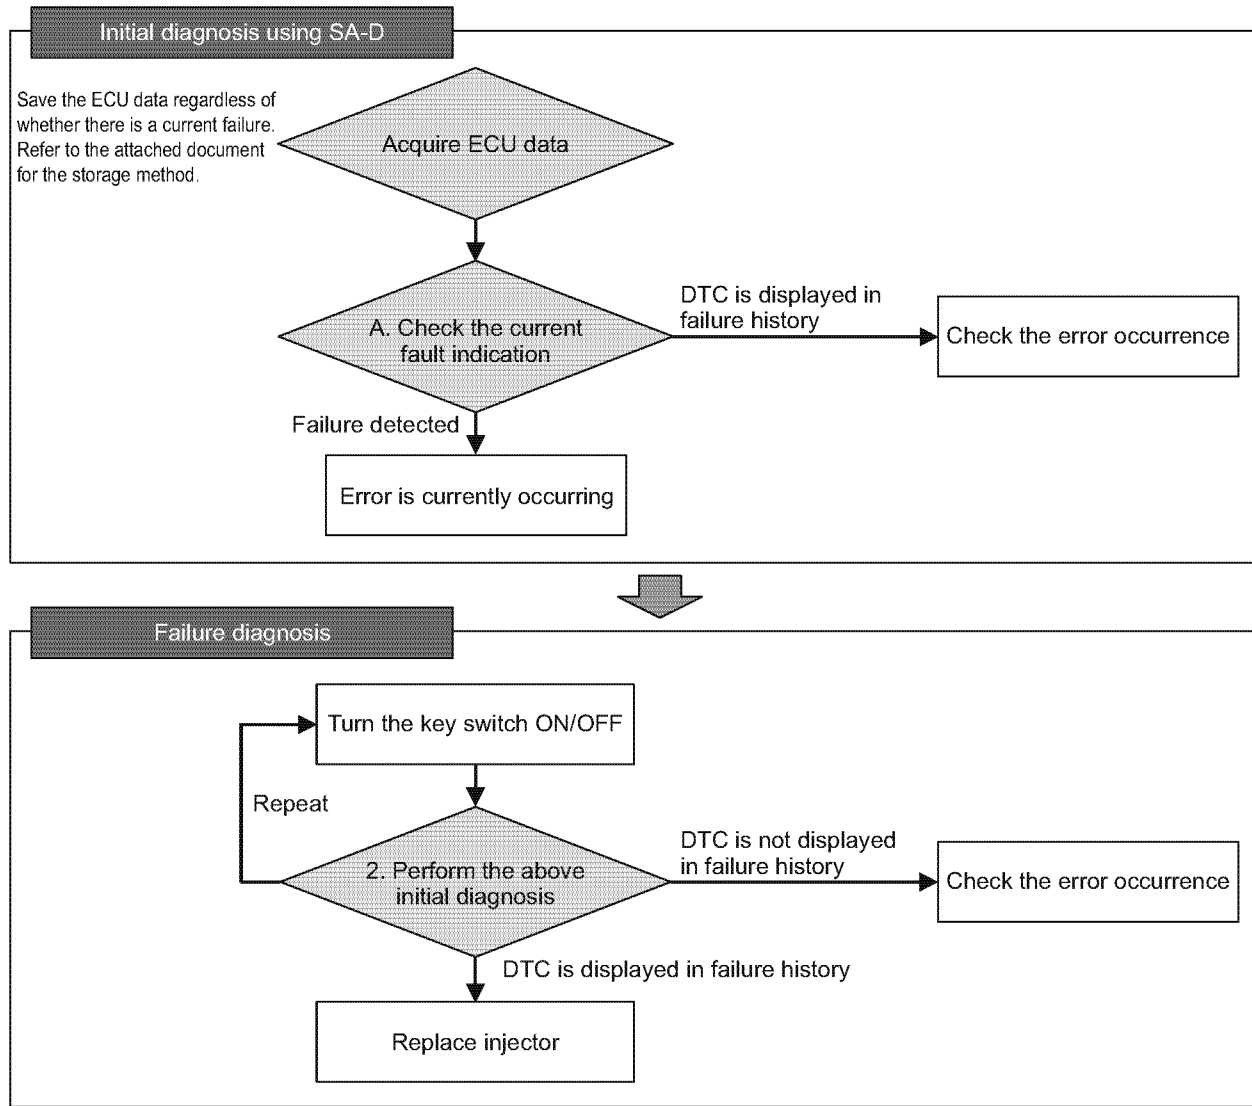 Initial diagnosis using SA-D
Save the ECU data regardless of
whether there is a current failure.
Refer to the attached document
for the storage method.
Acquire ECU data
A. Check the current
fault indication
DTC is displayed in
failure history
Check the error occurrence
Failure detected
Error is currently occurring
Failure diagnosis
Turn the key switch ON/OFF
Repeat
2. Perform the above
initial diagnosis
DTC is not displayed
in failure history
Check the error occurrence
DTC is displayed in failure history
Replace injector